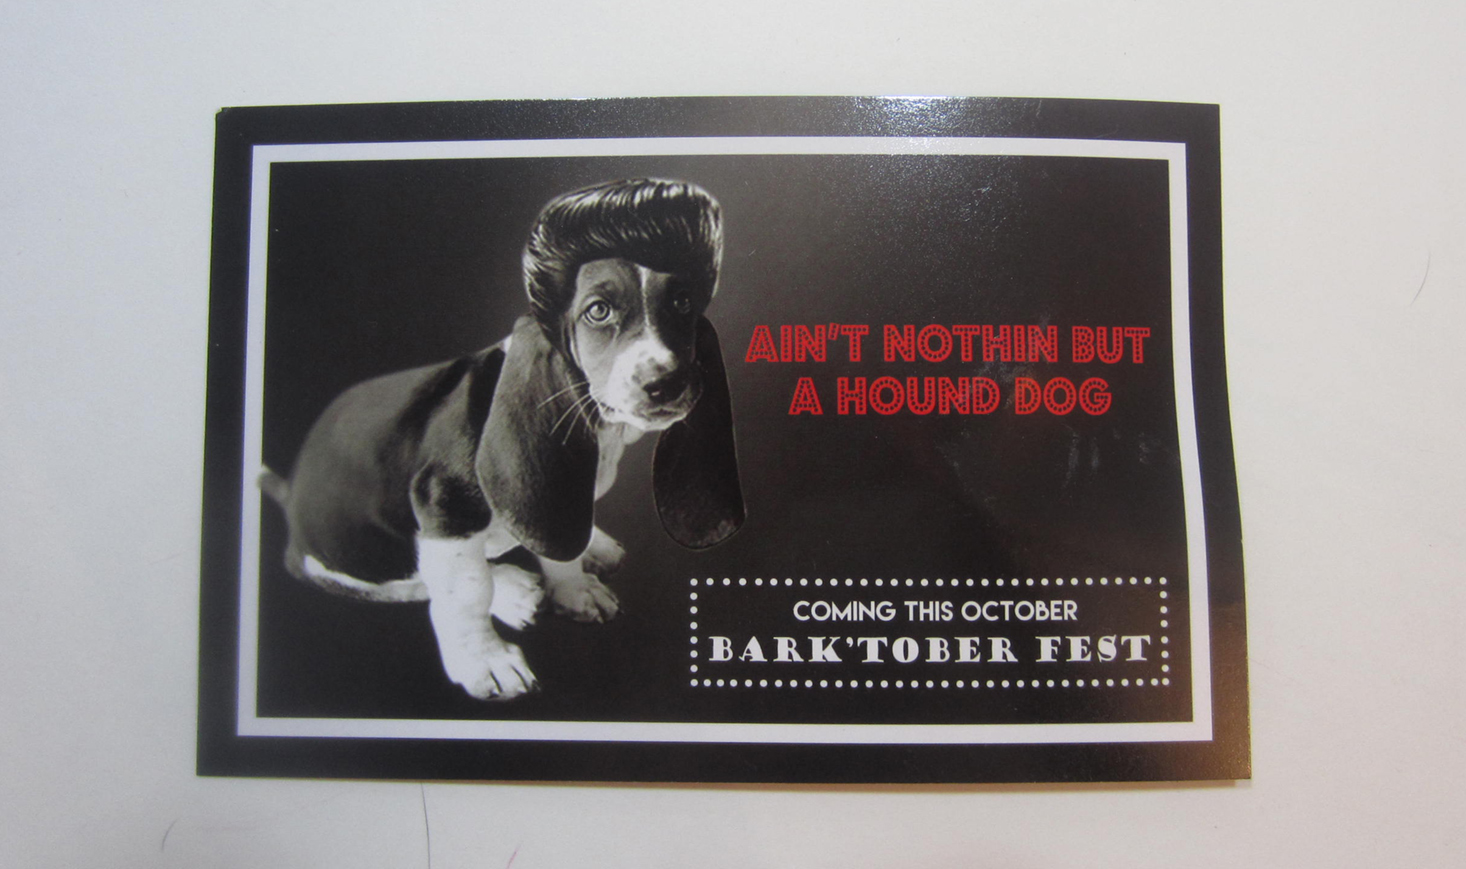 AIN'T NOTHIN BUT
A HOUND DOG
COMING THIS OCTOBER
BARK'TOBER FEST